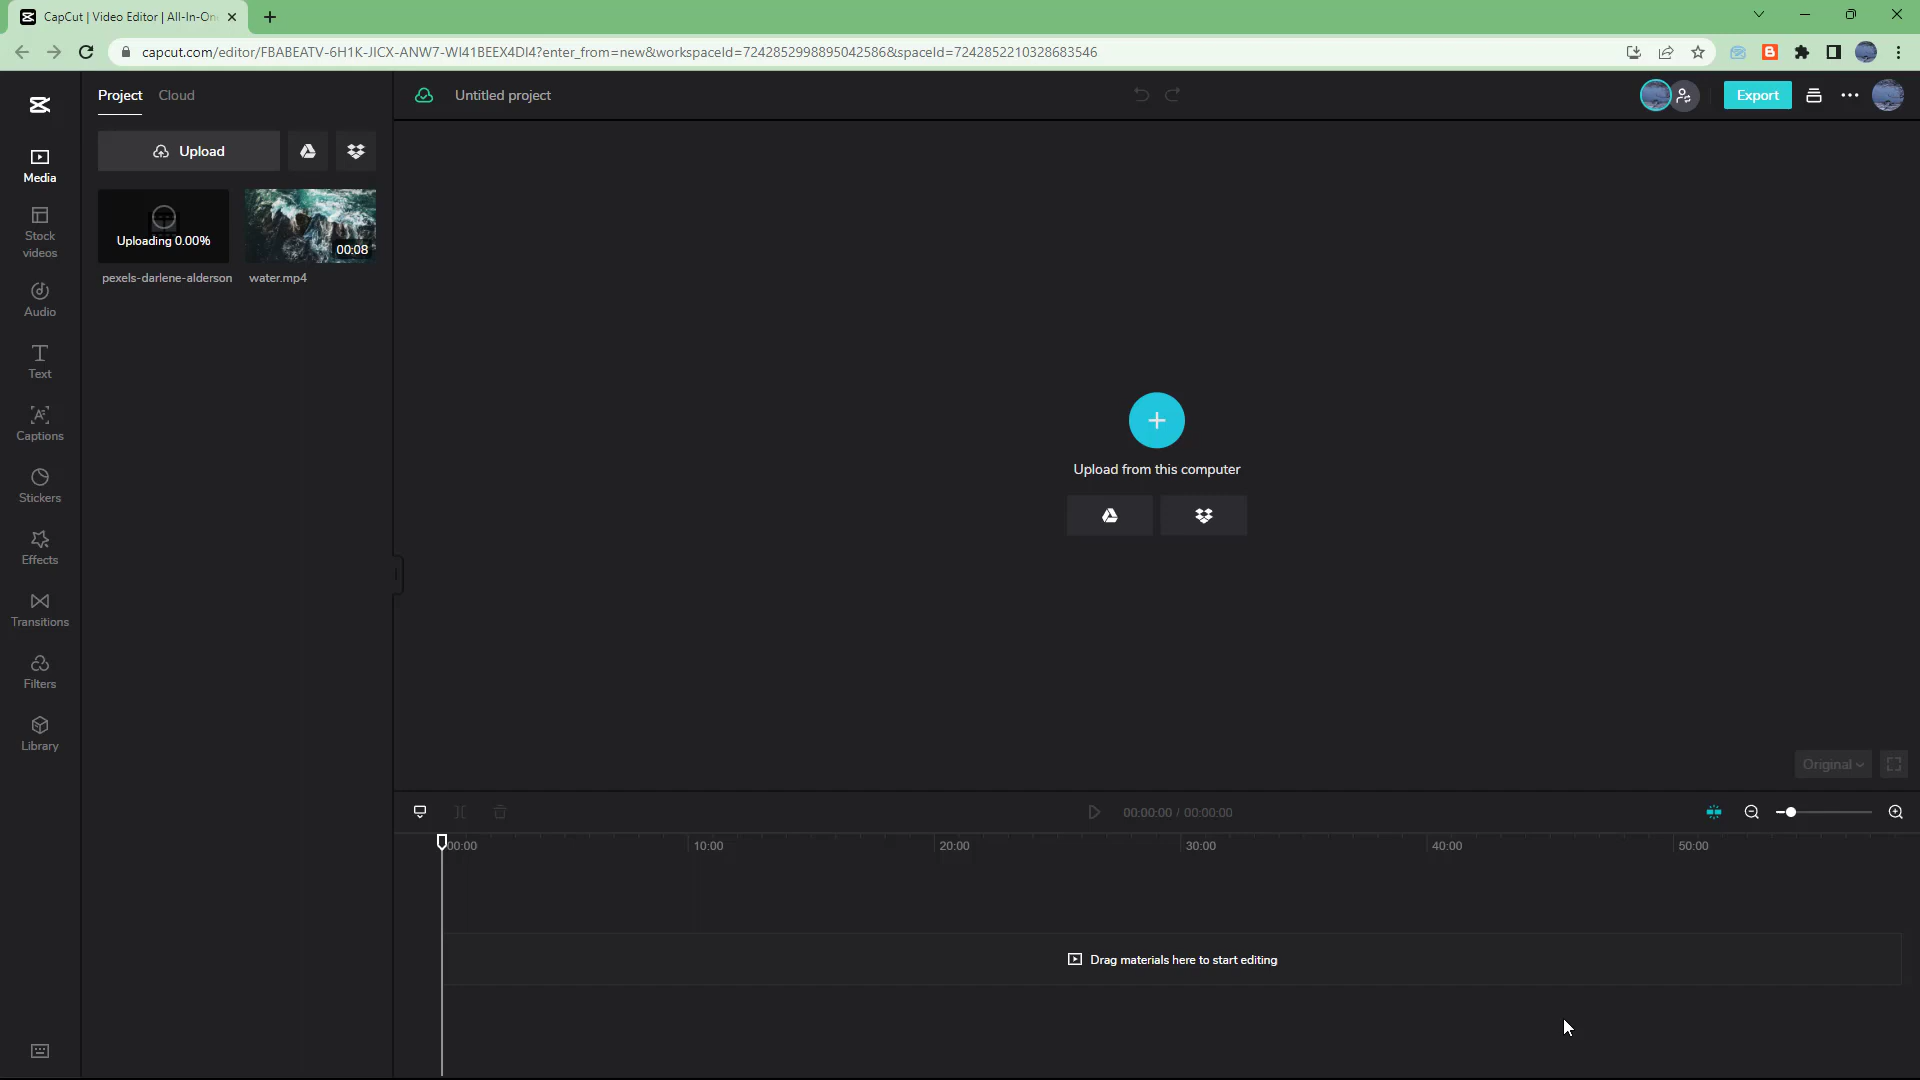 CapCut | Video Editor | All-In-On
capcut.com/editor/FBABEATV-6H1K-JICX-ANW7-WI41BEEX4DI4?enter_from=new&workspaceId=7242852998895042586&spaceId=7242852210328683546
Project
Cloud
Untitled project
Export
Upload
Media
Uploading 0.00%
00:08
pexels-darlene-alderson
water.mp4
Stock
videos
Audio
Text
Captions
Stickers
Effects
Transitions
Filters
Library
Upload from this computer
Original
00:00:00 / 00:00:00
00:00
10:00
20:00
30:00
40:00
50:00
Drag materials here to start editing